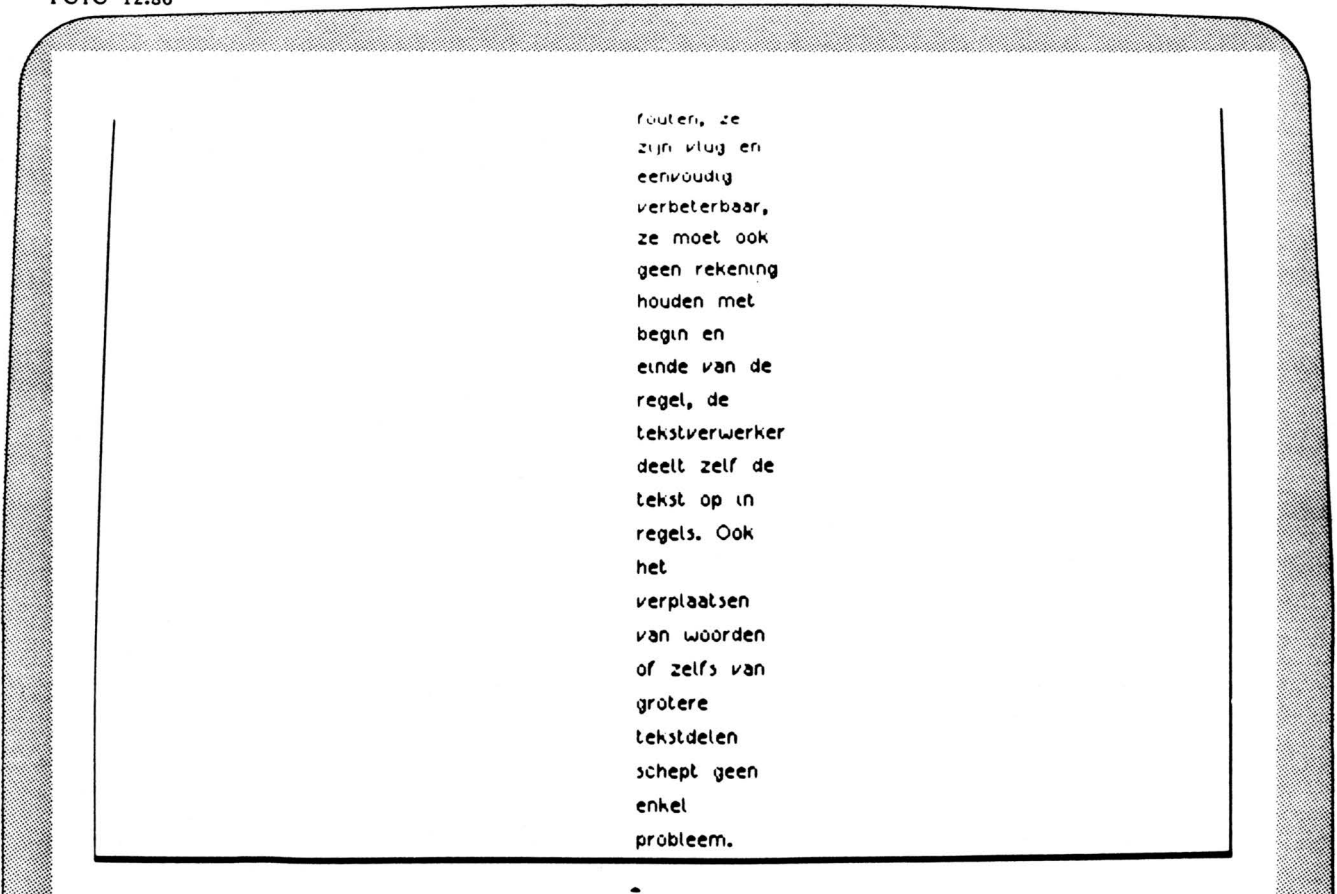 fouten, ze
zijn vlug en
eenvoudig
verbeterbaar,
ze moet ook
geen rekening
houden met
begin en
einde van de
regel, de
tekstverwerker
deelt zelf de
tekst op in
regels. Ook
het
verplaatsen
van woorden
of zelfs van
grotere
tekstdelen
schept geen
enkel
probleem.